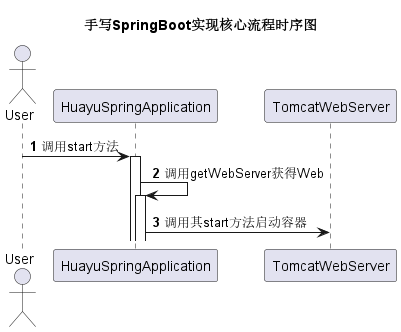 手写SpringBoot实现核心流程时序图
User
HuayuSpringApplication
TomcatWebServer
1 调用start方法
2 调用getWebServer获得Web
3 调用其start方法启动容器
User
HuayuSpringApplication
TomcatWebServer